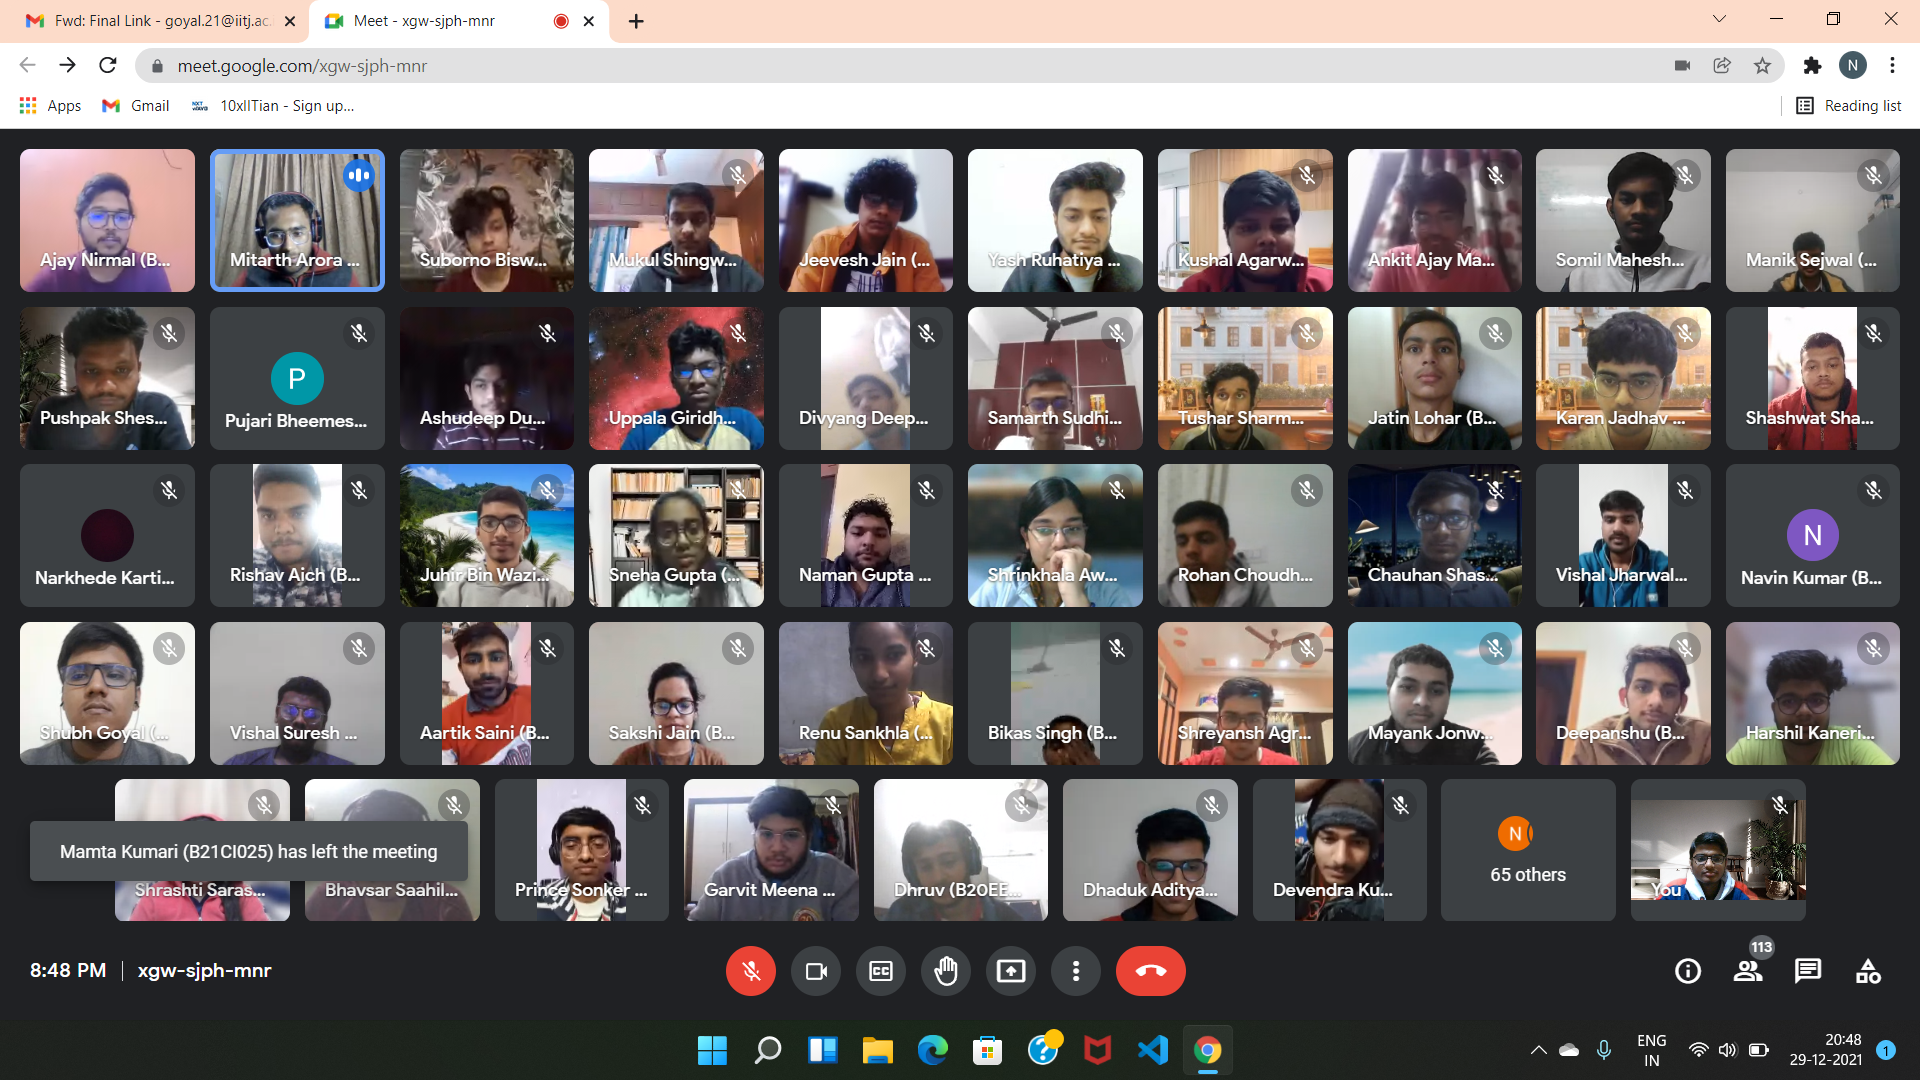 Fwd: Final Link - goyal.21@iitj.ac.
Meet - xgw-sjph-mnr
meet.google.com/xgw-sjph-mnr
N
Apps
Gmail
10xIITian - Sign up...
Reading list
Ajay Nirmal (B...
Mitarth Arora ...
Suborno Bisw...
Mukul Shingw...
Jeevesh Jain (...
Yash Ruhatiya ...
Kushal Agarw...
Ankit Ajay Ma...
Somil Mahesh...
Manik Sejwal (...
Pushpak Shes...
P
Pujari Bheemes...
Ashudeep Du...
Uppala Giridh...
Divyang Deep...
Samarth Sudhi...
Tushar Sharm...
Jatin Lohar (B...
Karan Jadhav ...
Shashwat Sha...
Narkhede Karti...
Rishav Aich (B...
Juhir Bin Wazi...
Sneha Gupta (...
Naman Gupta ...
Shrinkhala Aw...
Rohan Choudh...
Chauhan Shas...
Vishal Jharwal...
N
Navin Kumar (B...
Shubh Goyal (...
Vishal Suresh ...
Aartik Saini (B...
Sakshi Jain (B...
Renu Sankhla (...
Bikas Singh (B...
Shreyansh Agr...
Mayank Jonw...
Deepanshu (B...
Harshil Kaneri...
Mamta Kumari (B21CI025) has left the meeting
Shrashti Saras...
Bhavsar Saahil...
Prince Sonker ...
Garvit Meena ...
Dhruv (B20EE...
Dhaduk Aditya...
Devendra Ku...
N
65 others
You
8:48 PM | xgw-sjph-mnr
CC
113
ENG
IN
20:48
29-12-2021
1